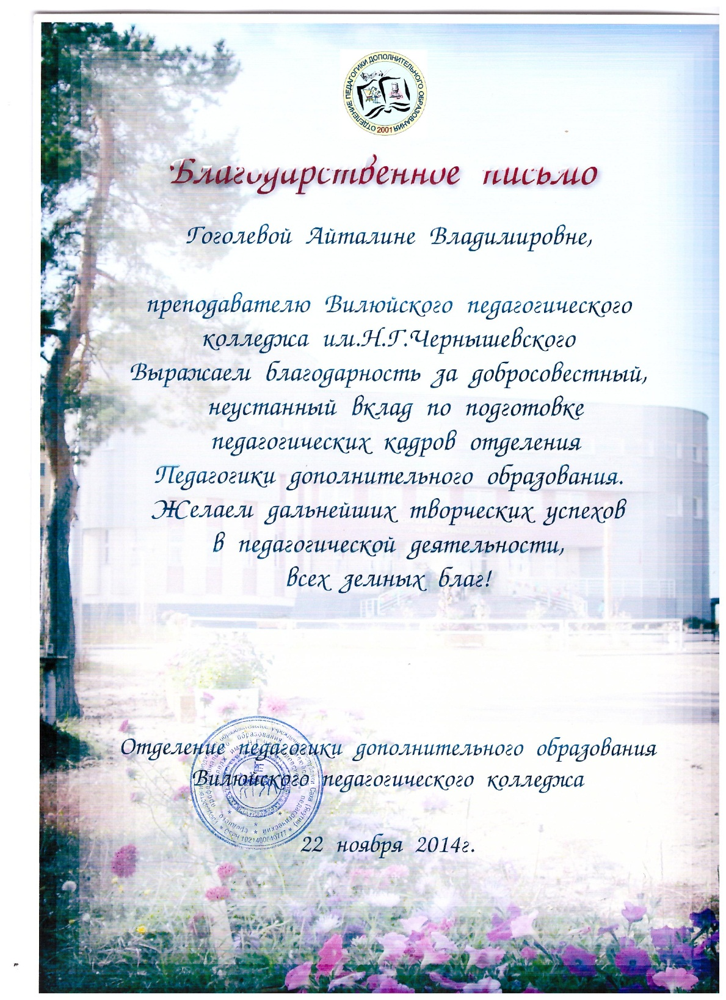 ОТДЕЛЕНИЕ ПЕДАГОГИКИ ДОПОЛНИТЕЛЬНОГО ОБРАЗОВАНИЯ
2001
Благодарственное письмо
Гоголевой Айталине Владимировне,
преподавателю Вилюйского педагогического
колледжа им.Н.Г.Чернышевского
Выражаем благодарность за добросовестный,
неустанный вклад по подготовке
педагогических кадров отделения
Педагогики дополнительного образования.
Желаем дальнейших творческих успехов
в педагогической деятельности,
всех земных благ!
Отделение педагогики дополнительного образования
Вилюйского педагогического колледжа
22 ноября 2014г.